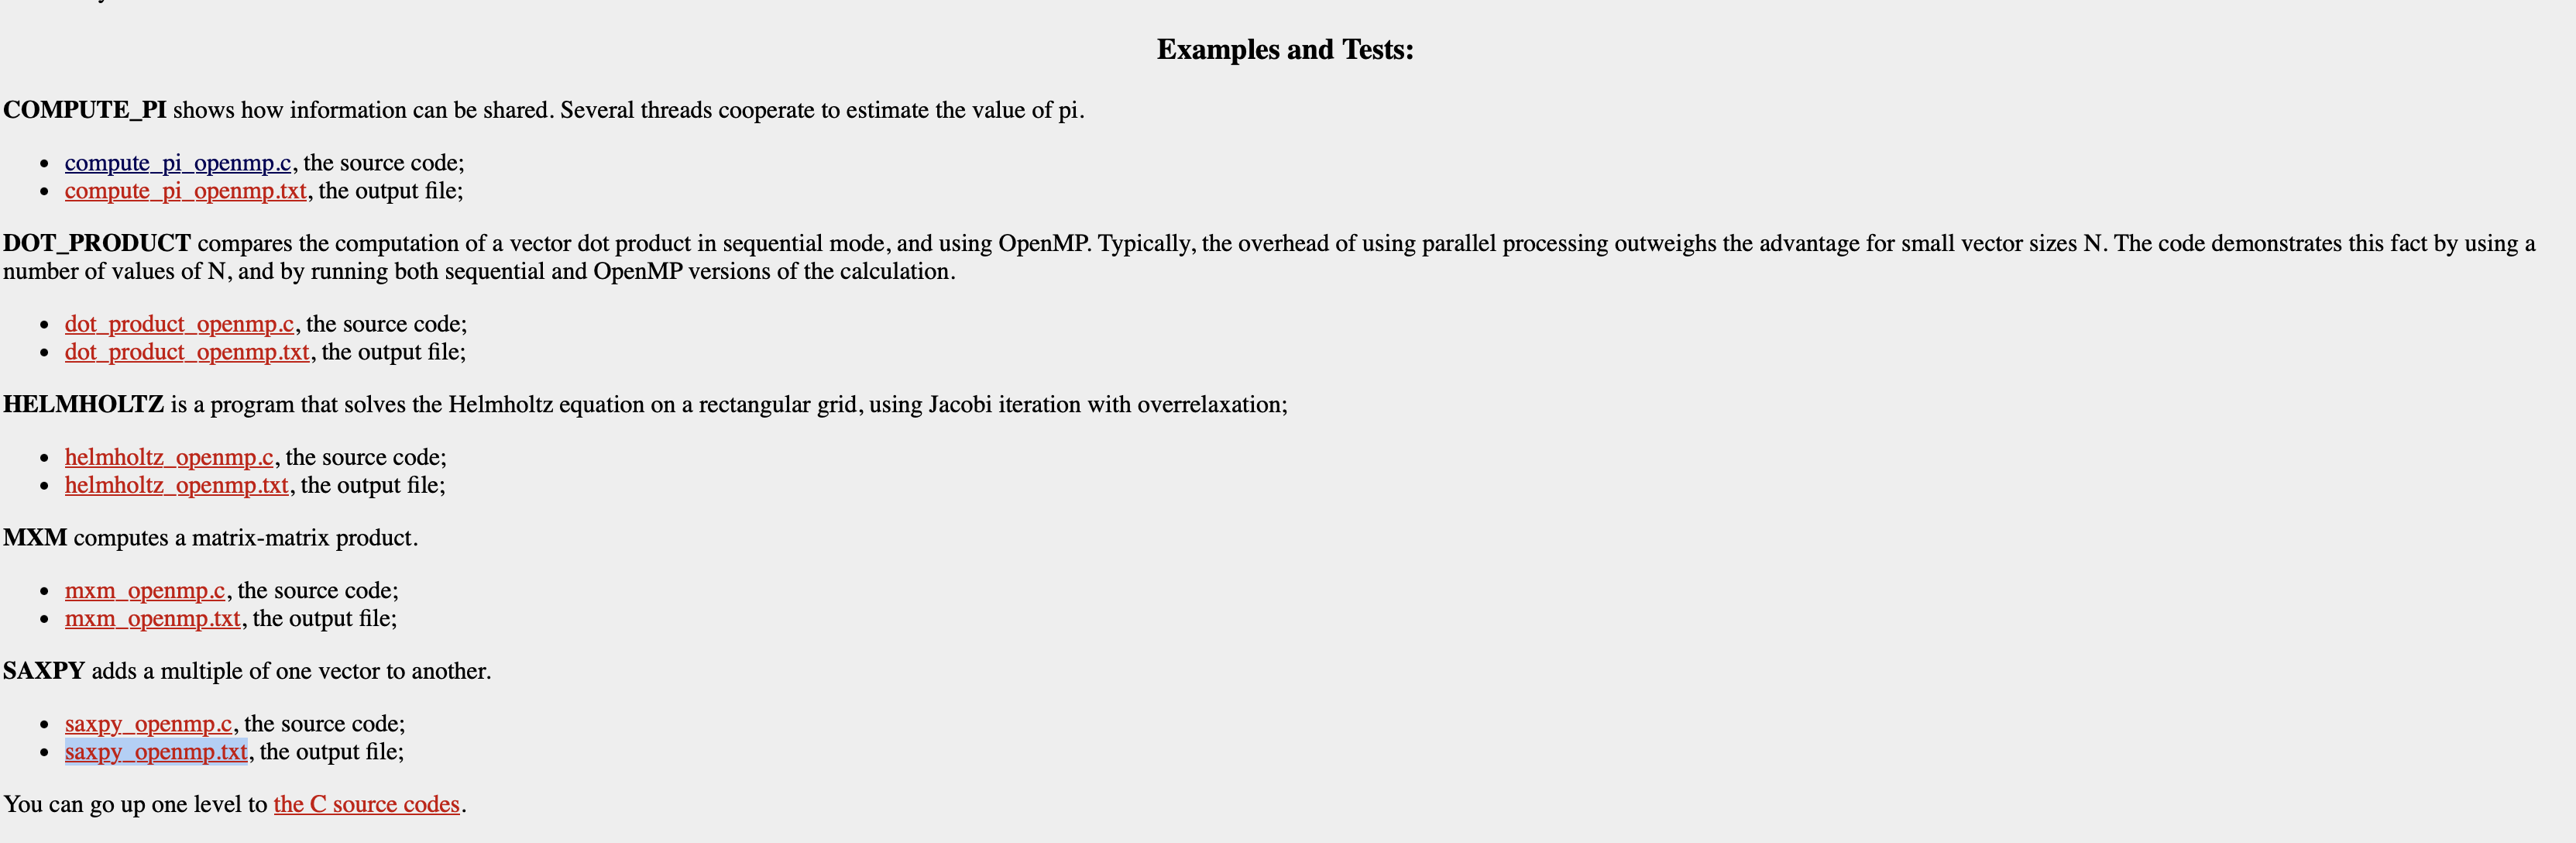 Examples and Tests:
COMPUTE_PI shows how information can be shared. Several threads cooperate to estimate the value of pi.
• compute_pi_openmp.c, the source code;
• compute_pi_openmp.txt, the output file;
DOT_PRODUCT compares the computation of a vector dot product in sequential mode, and using OpenMP. Typically, the overhead of using parallel processing outweighs the advantage for small vector sizes N. The code demonstrates this fact by using a
number of values of N, and by running both sequential and OpenMP versions of the calculation.
• dot_product_openmp.c, the source code;
• dot_product_openmp.txt, the output file;
HELMHOLTZ is a program that solves the Helmholtz equation on a rectangular grid, using Jacobi iteration with overrelaxation;
• helmholtz_openmp.c, the source code;
• helmholtz_openmp.txt, the output file;
MXM computes a matrix-matrix product.
• mxm_openmp.c, the source code;
• mxm_openmp.txt, the output file;
SAXPY adds a multiple of one vector to another.
• saxpy_openmp.c, the source code;
• saxpy_openmp.txt, the output file;
You can go up one level to the C source codes.